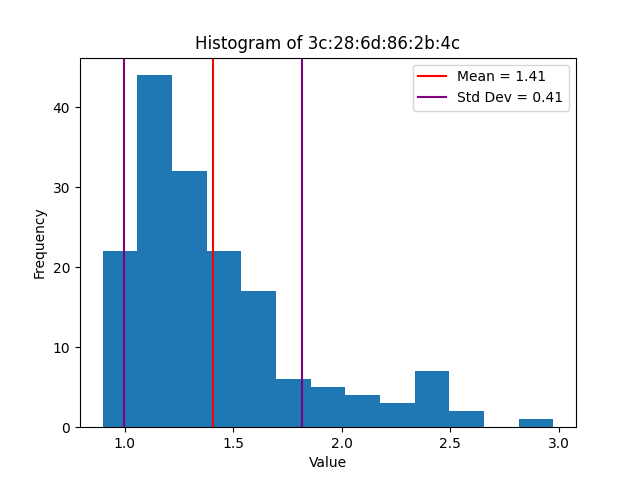 Histogram of 3c:28:6d:86:2b:4c
Mean = 1.41
Std Dev = 0.41
Frequency
40
30
20
10
0
1.0 1.5 2.0 2.5 3.0
Value